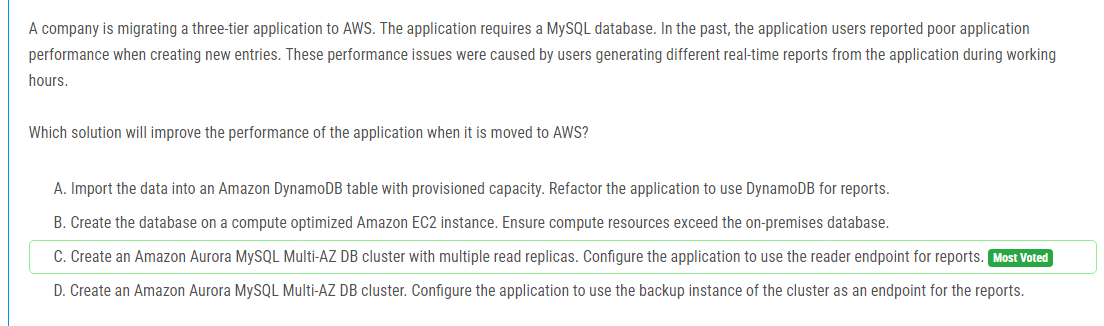 A company is migrating a three-tier application to AWS. The application requires a MySQL database. In the past, the application users reported poor application
performance when creating new entries. These performance issues were caused by users generating different real-time reports from the application during working
hours.
Which solution will improve the performance of the application when it is moved to AWS?
A. Import the data into an Amazon DynamoDB table with provisioned capacity. Refactor the application to use DynamoDB for reports.
B. Create the database on a compute optimized Amazon EC2 instance. Ensure compute resources exceed the on-premises database.
C. Create an Amazon Aurora MySQL Multi-AZ DB cluster with multiple read replicas. Configure the application to use the reader endpoint for reports. Most Voted
D. Create an Amazon Aurora MySQL Multi-AZ DB cluster. Configure the application to use the backup instance of the cluster as an endpoint for the reports.